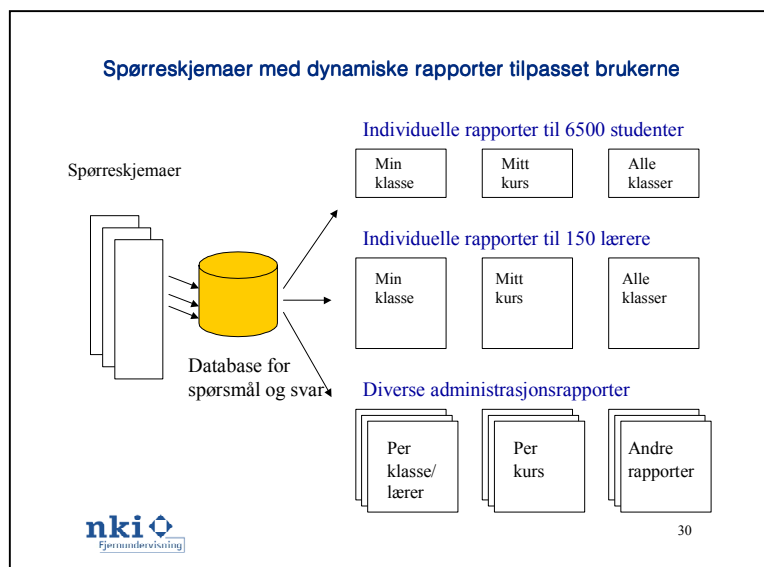 Spørreskjemaer med dynamiske rapporter tilpasset brukerne
Spørreskjemaer
Database for
spørsmål og svar
Individuelle rapporter til 6500 studenter
Min
klasse
Mitt
kurs
Alle
klasser
Individuelle rapporter til 150 lærere
Min
klasse
Mitt
kurs
Alle
klasser
Diverse administrasjonsrapporter
Per
klasse/
lærer
Per
kurs
Andre
rapporter
nki
Fjernundervisning
30